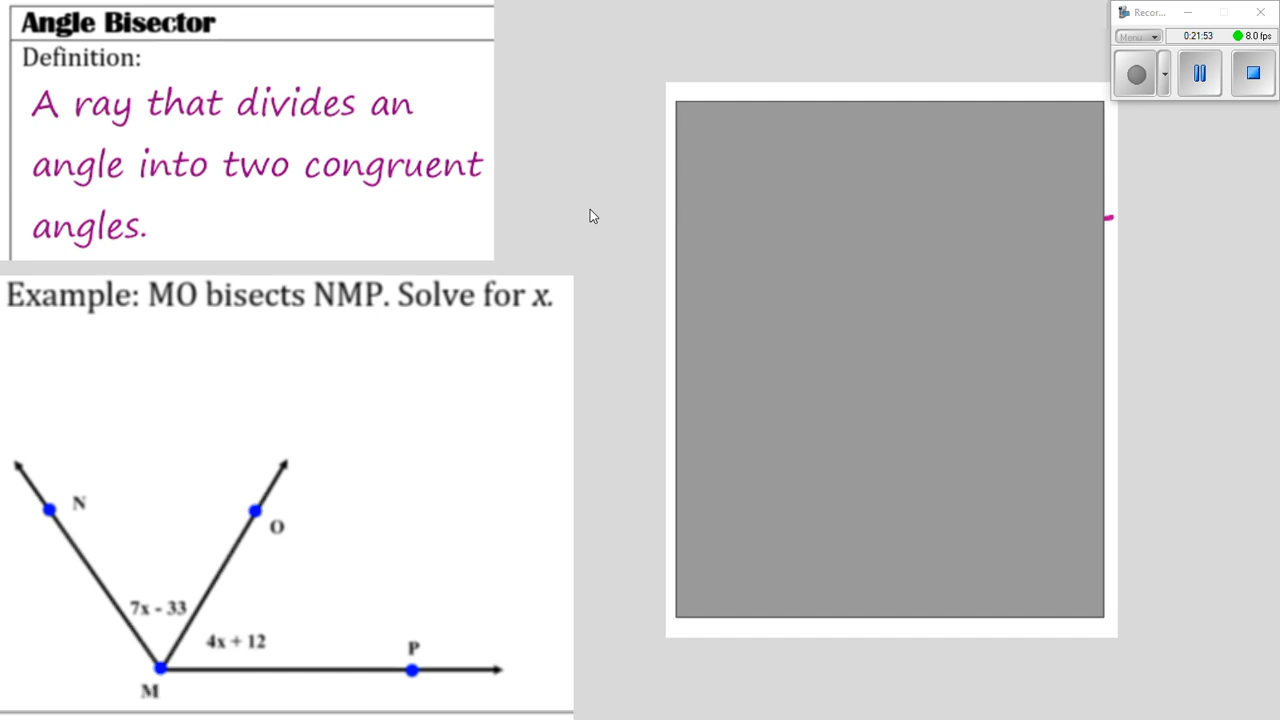 Angle Bisector
Definition:
A ray that divides an
angle into two congruent
angles.
Example: MO bisects NMP. Solve for x.
N
O
7x - 33
4x + 12
P
M
Recor...
Menu
0:21:53
8.0 fps